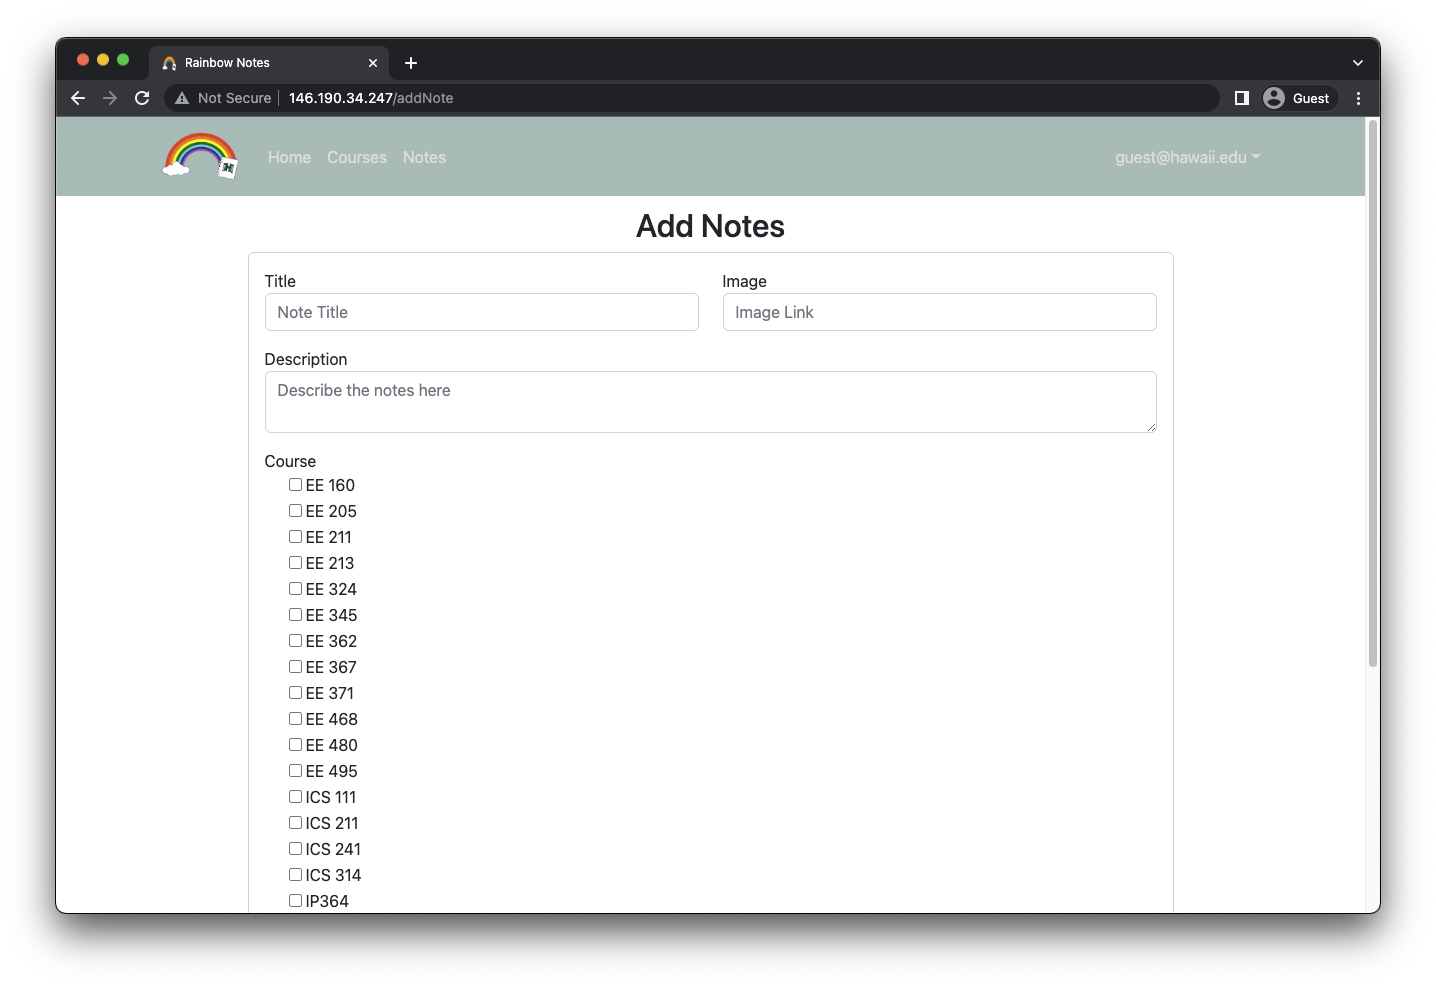 Rainbow Notes
Not Secure 146.190.34.247/addNote
Guest
Home Courses Notes
guest@hawaii.edu
Add Notes
Title
Image
Note Title
Image Link
Description
Describe the notes here
Course
EE 160
EE 205
EE 211
EE 213
EE 324
EE 345
EE 362
EE 367
EE 371
EE 468
EE 480
EE 495
ICS 111
ICS 211
ICS 241
ICS 314
IP364